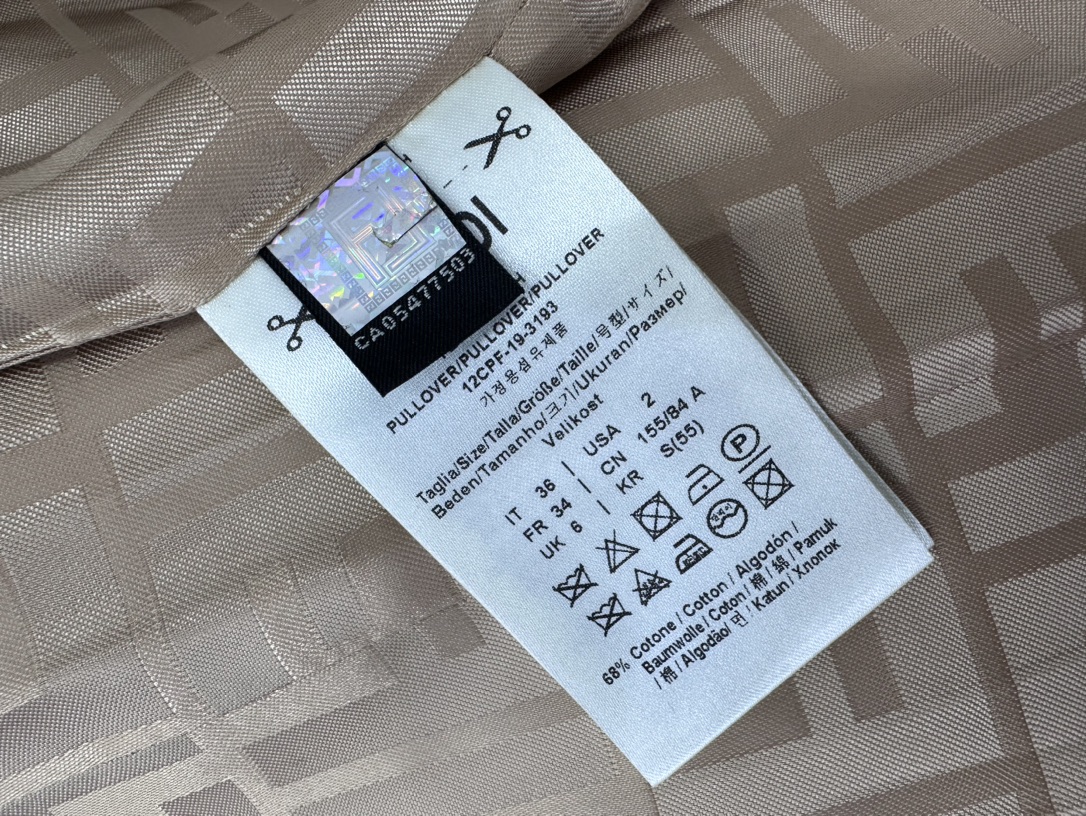 DI
CA05477503
PULLOVER/PULLOVER/PULLOVER
12CPF-19-3193
가정용섬유제품
Taglia/Size/Talla/Größe/Taille/号型/サイズ/
Beden/Tamanho/크기/Ukuran/Размер/
Velikost
IT 36 | USA 2
FR 34 | CN 155/84 A
UK 6 | KR S(55)
P
68% Cotone / Cotton / Algodón /
Baumwolle / Coton / 棉 / 綿 / Pamuk
/ 棉 / Algodão/ 면 / Katun / Хлопок